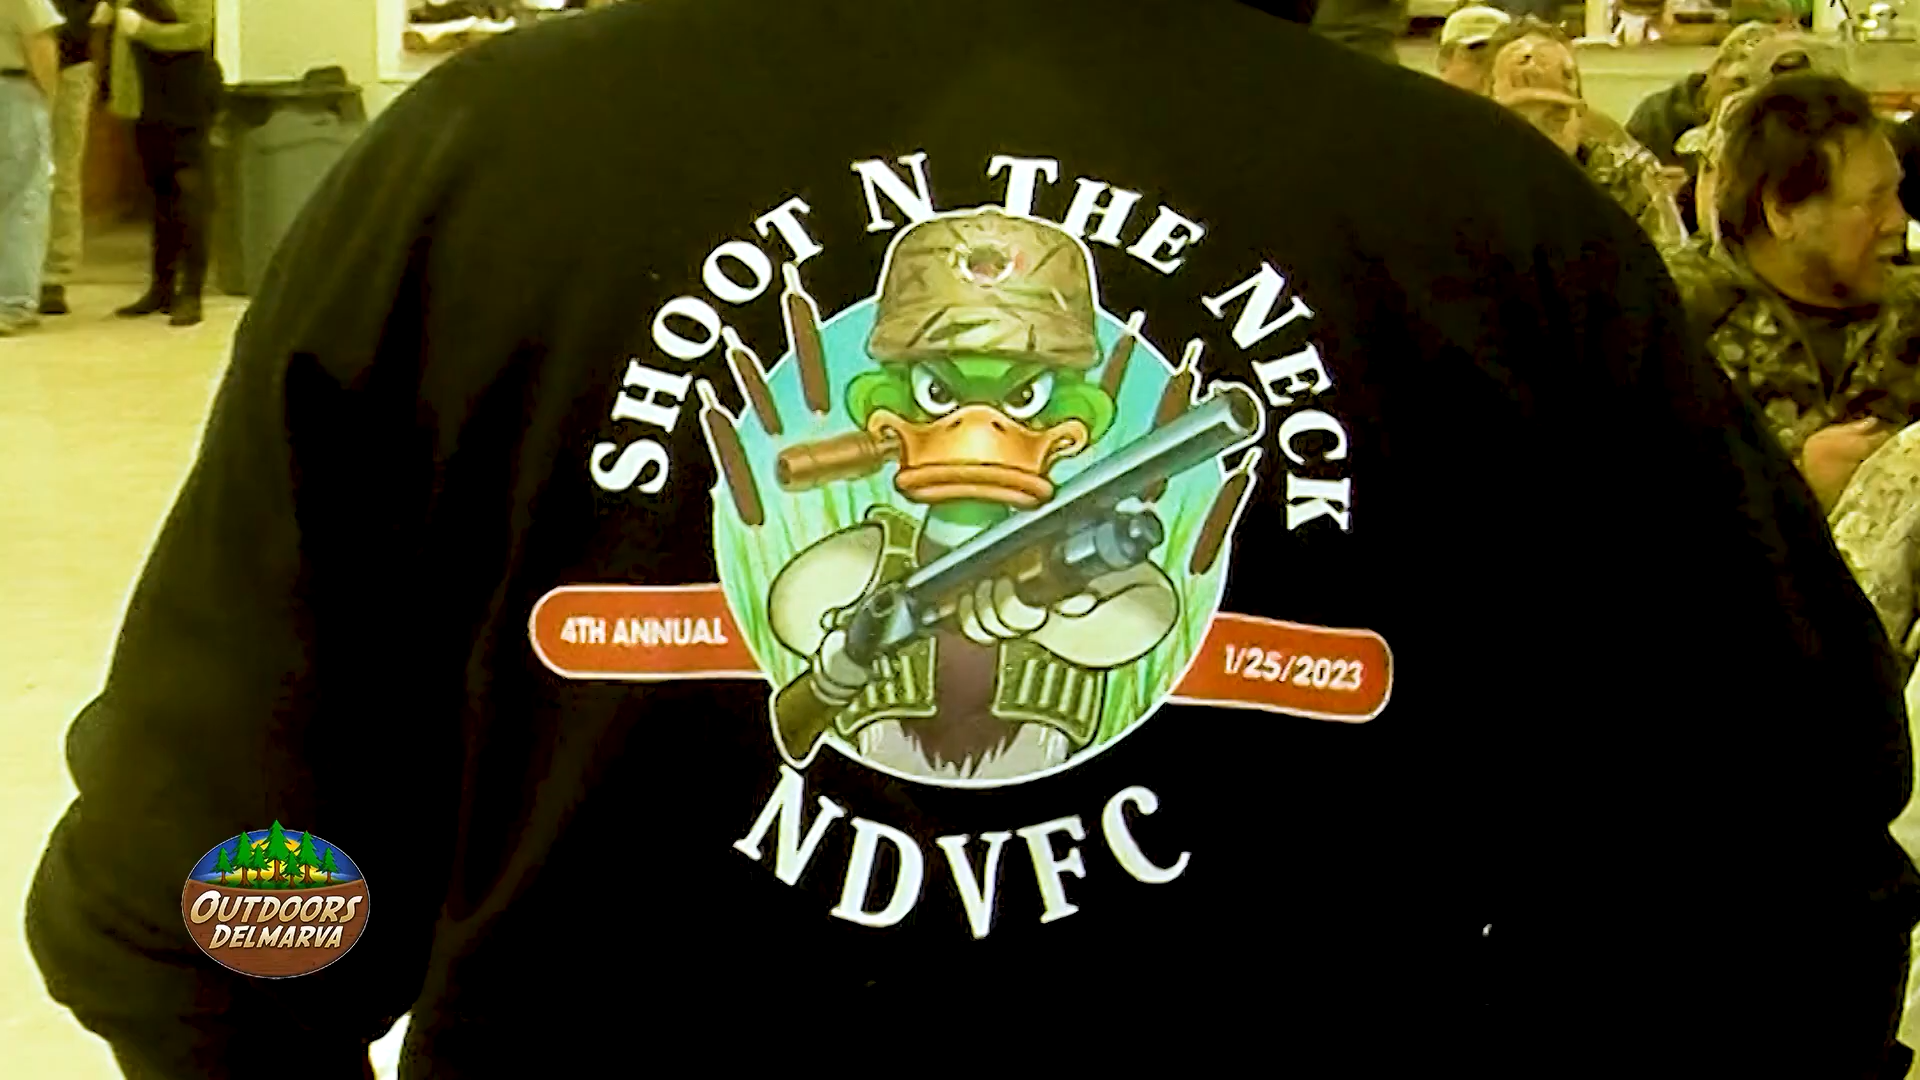 SHOOT N THE NECK
4TH ANNUAL
1/25/2023
NDVFC
OUTDOORS
DELMARVA